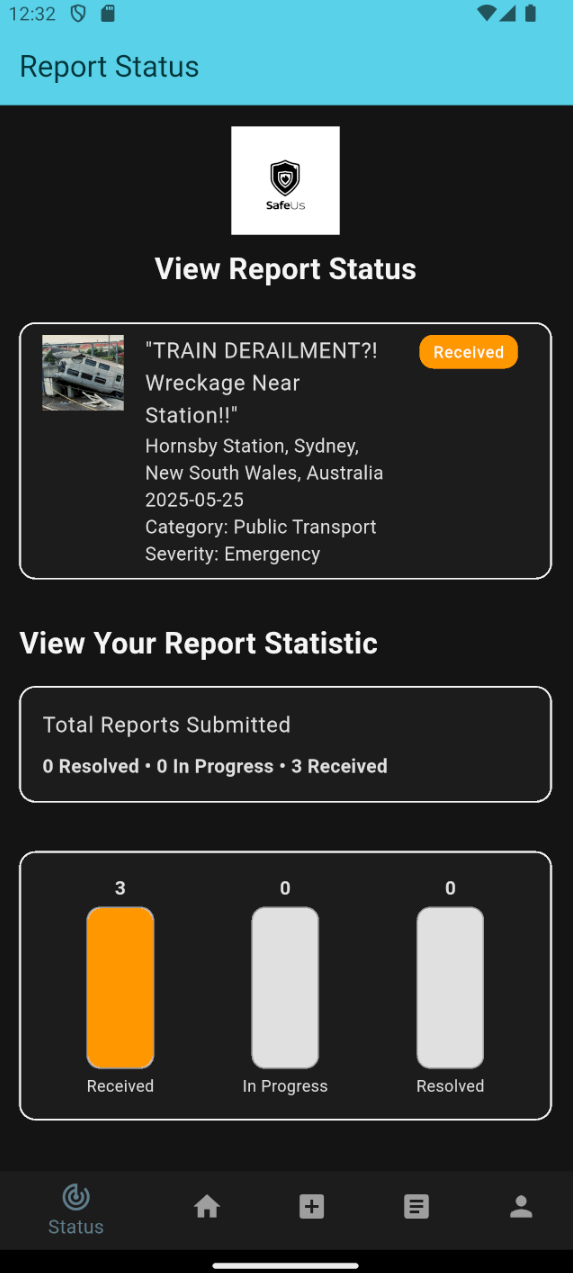 12:32
Report Status
SafeUs
View Report Status
"TRAIN DERAILMENT?!
Wreckage Near
Station!!"
Received
Hornsby Station, Sydney,
New South Wales, Australia
2025-05-25
Category: Public Transport
Severity: Emergency
View Your Report Statistic
Total Reports Submitted
0 Resolved • 0 In Progress • 3 Received
3 0 0
Received In Progress Resolved
Status